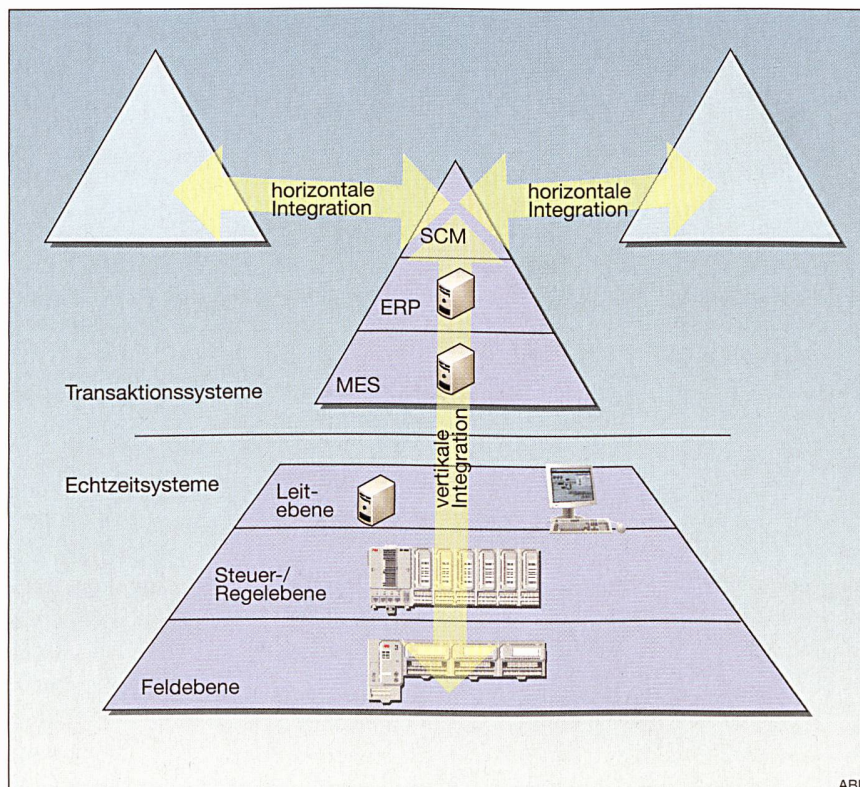 horizontale
Integration
horizontale
Integration
SCM
ERP
MES
Transaktionssysteme
vertikale
Integration
Echtzeitsysteme
Leit-
ebene
Steuer-/
Regelebene
Feldebene